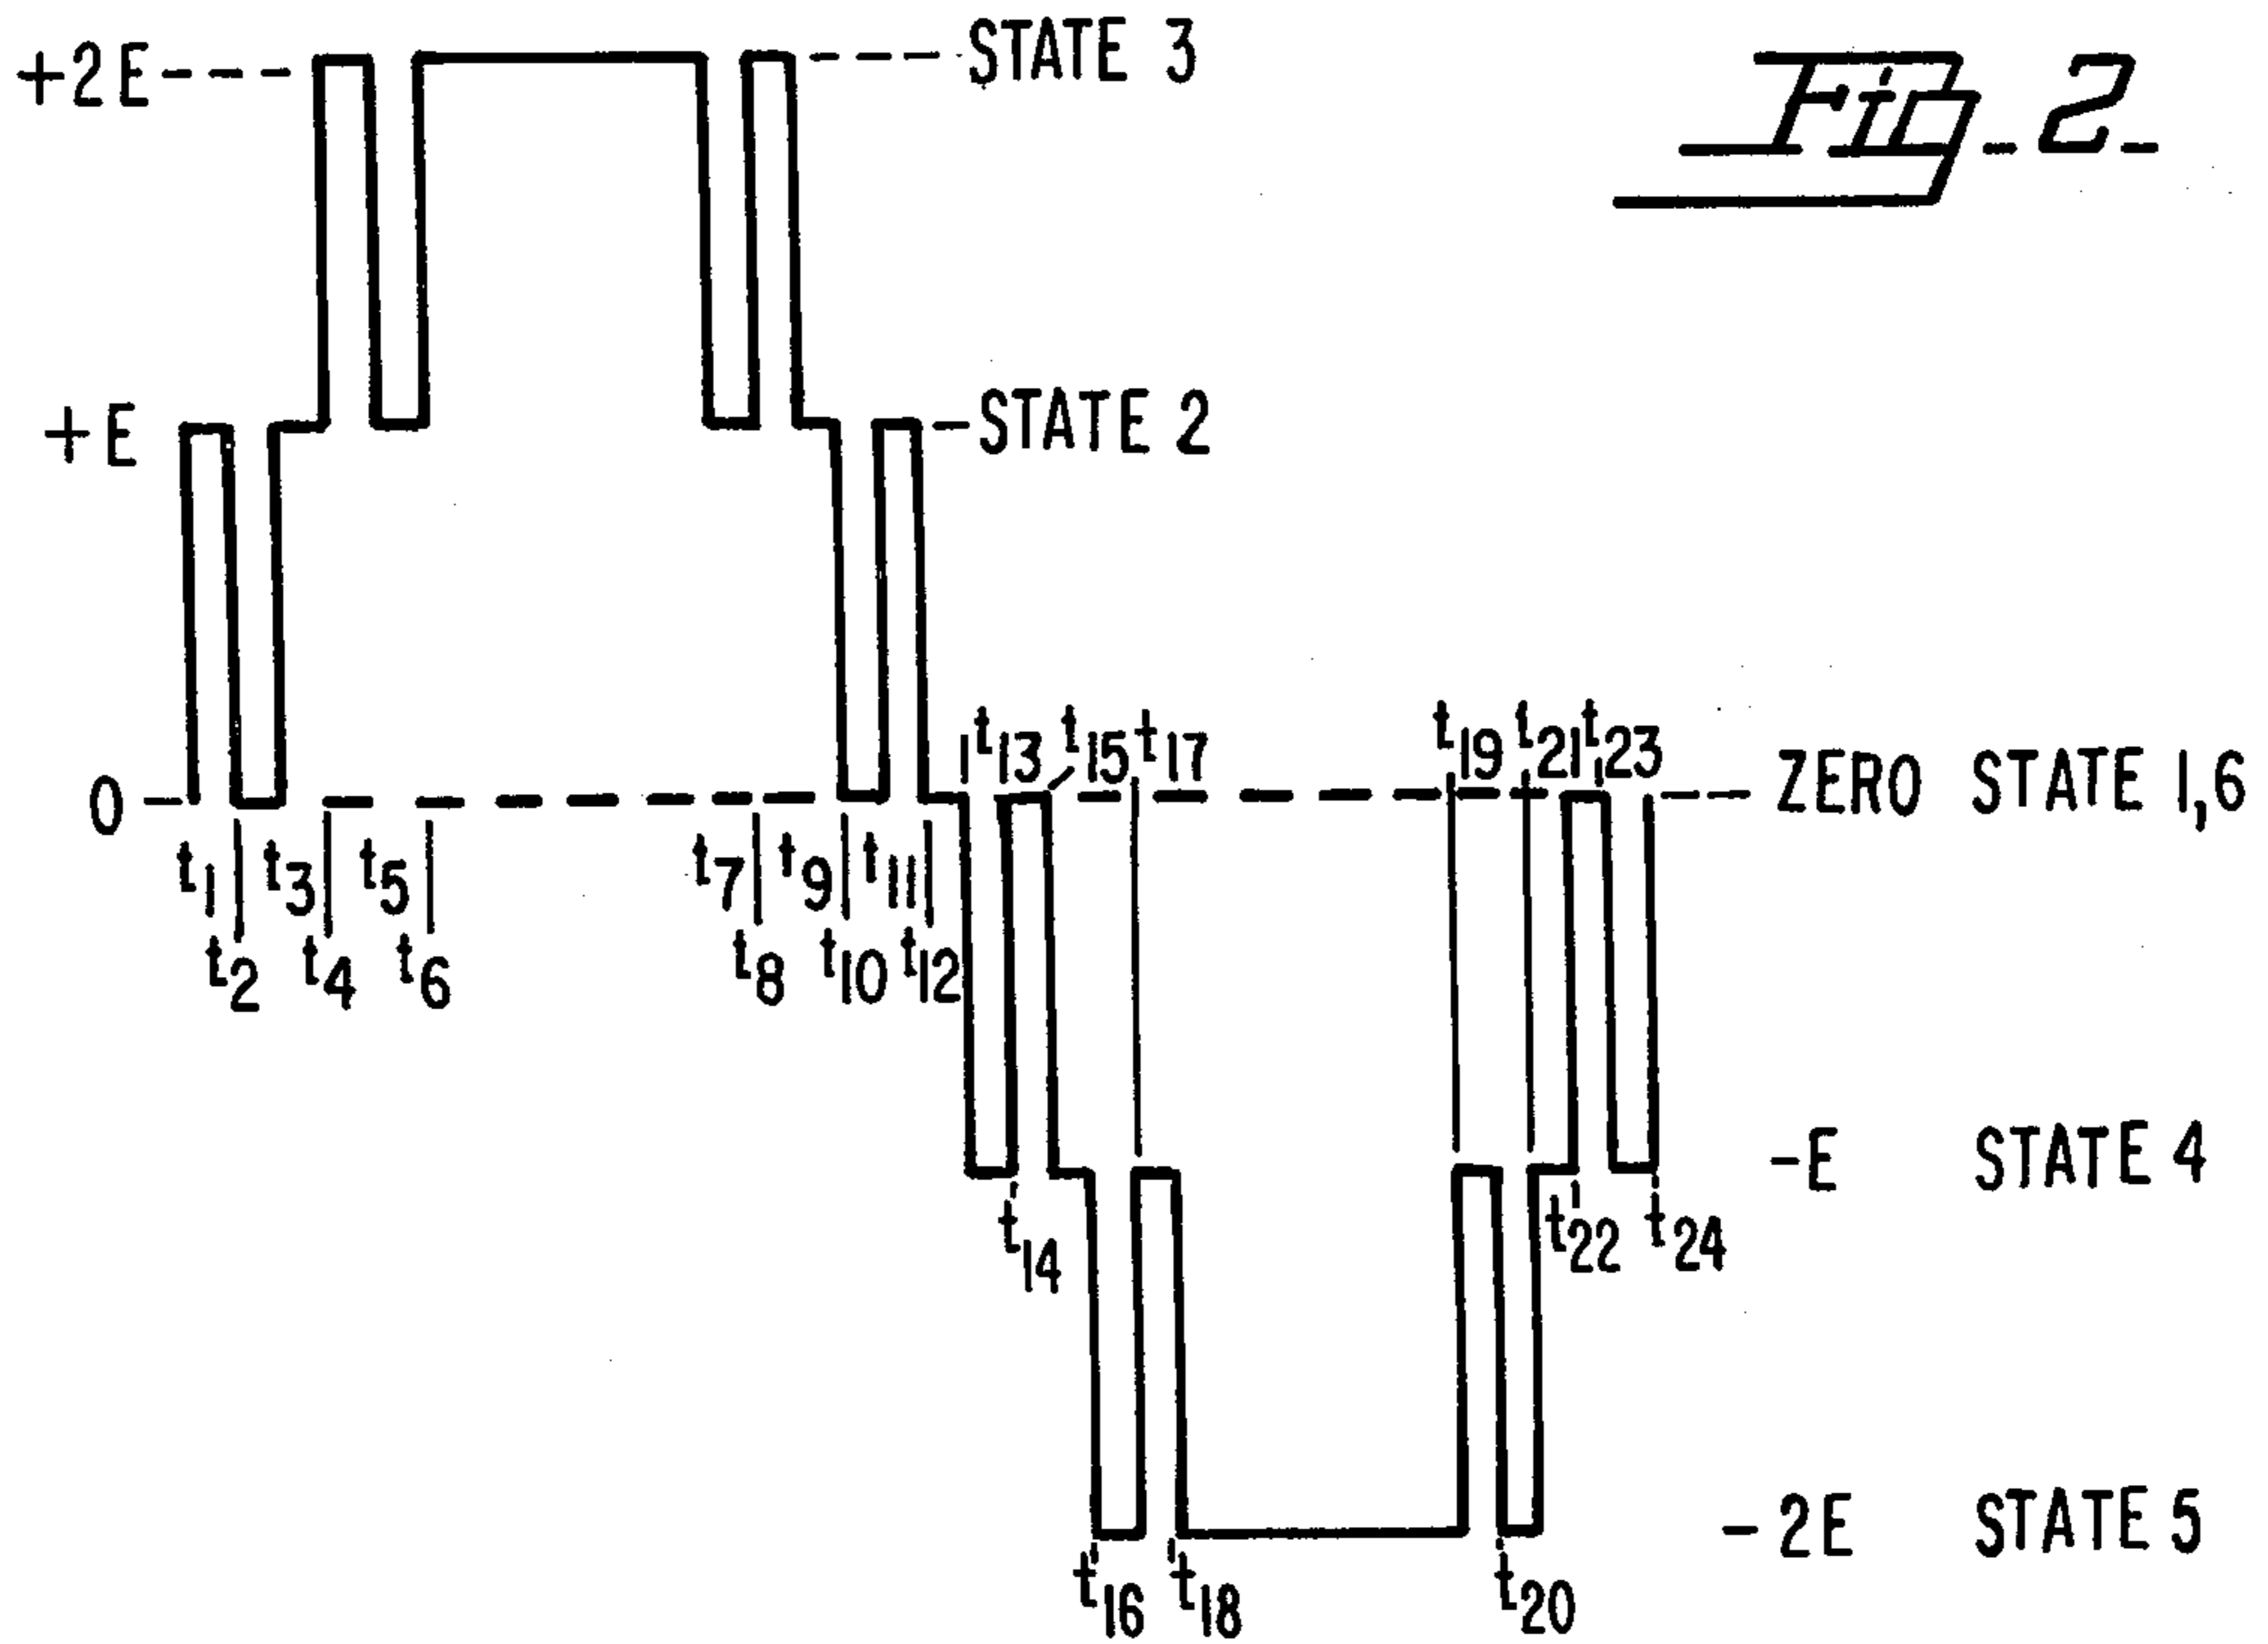 +2E
STATE 3
Fig_2_
+E
STATE 2
t13 t15 t17
t19 t21 t23
0
ZERO STATE 1,6
t1 t3 t5
t7 t9 t11
t2 t4 t6
t8 t10 t12
-E STATE 4
t14
t22 t24
-2E STATE 5
t16 t18
t20